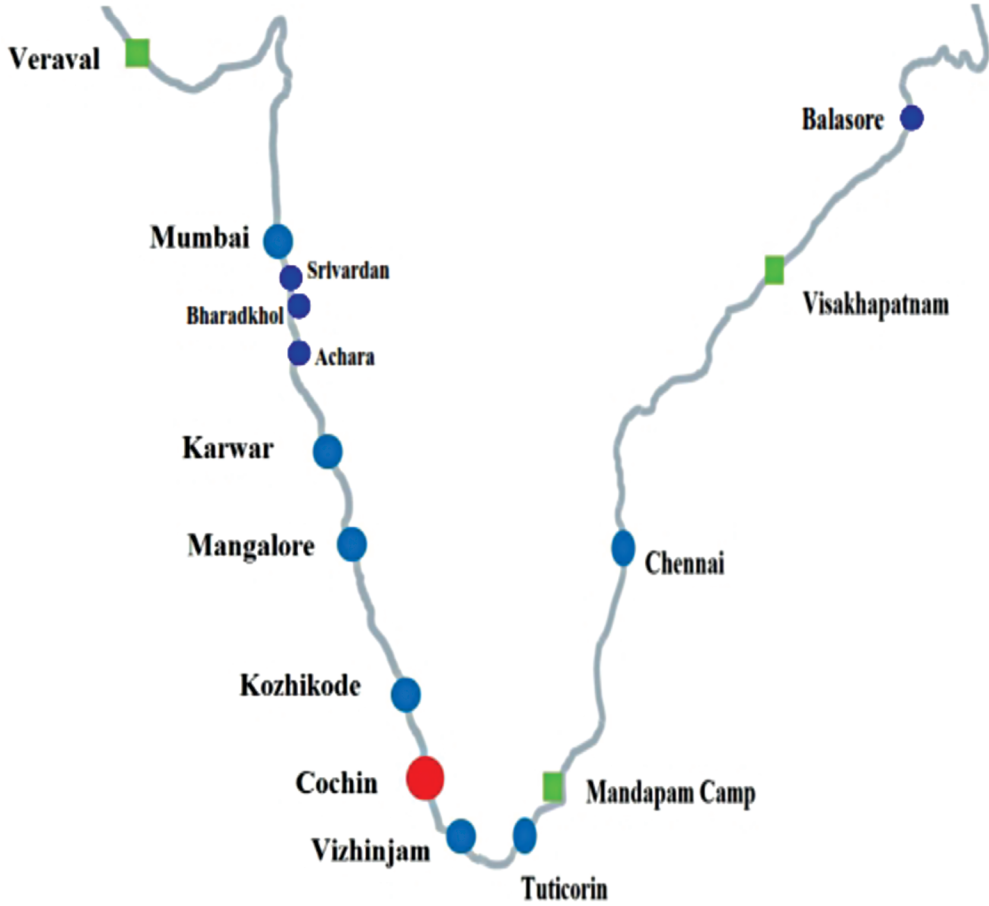 Veraval
Balasore
Mumbai
Srivardan
Visakhapatnam
Bharadkhol
Achara
Karwar
Mangalore
Chennai
Kozhikode
Cochin
Mandapam Camp
Vizhinjam
Tuticorin